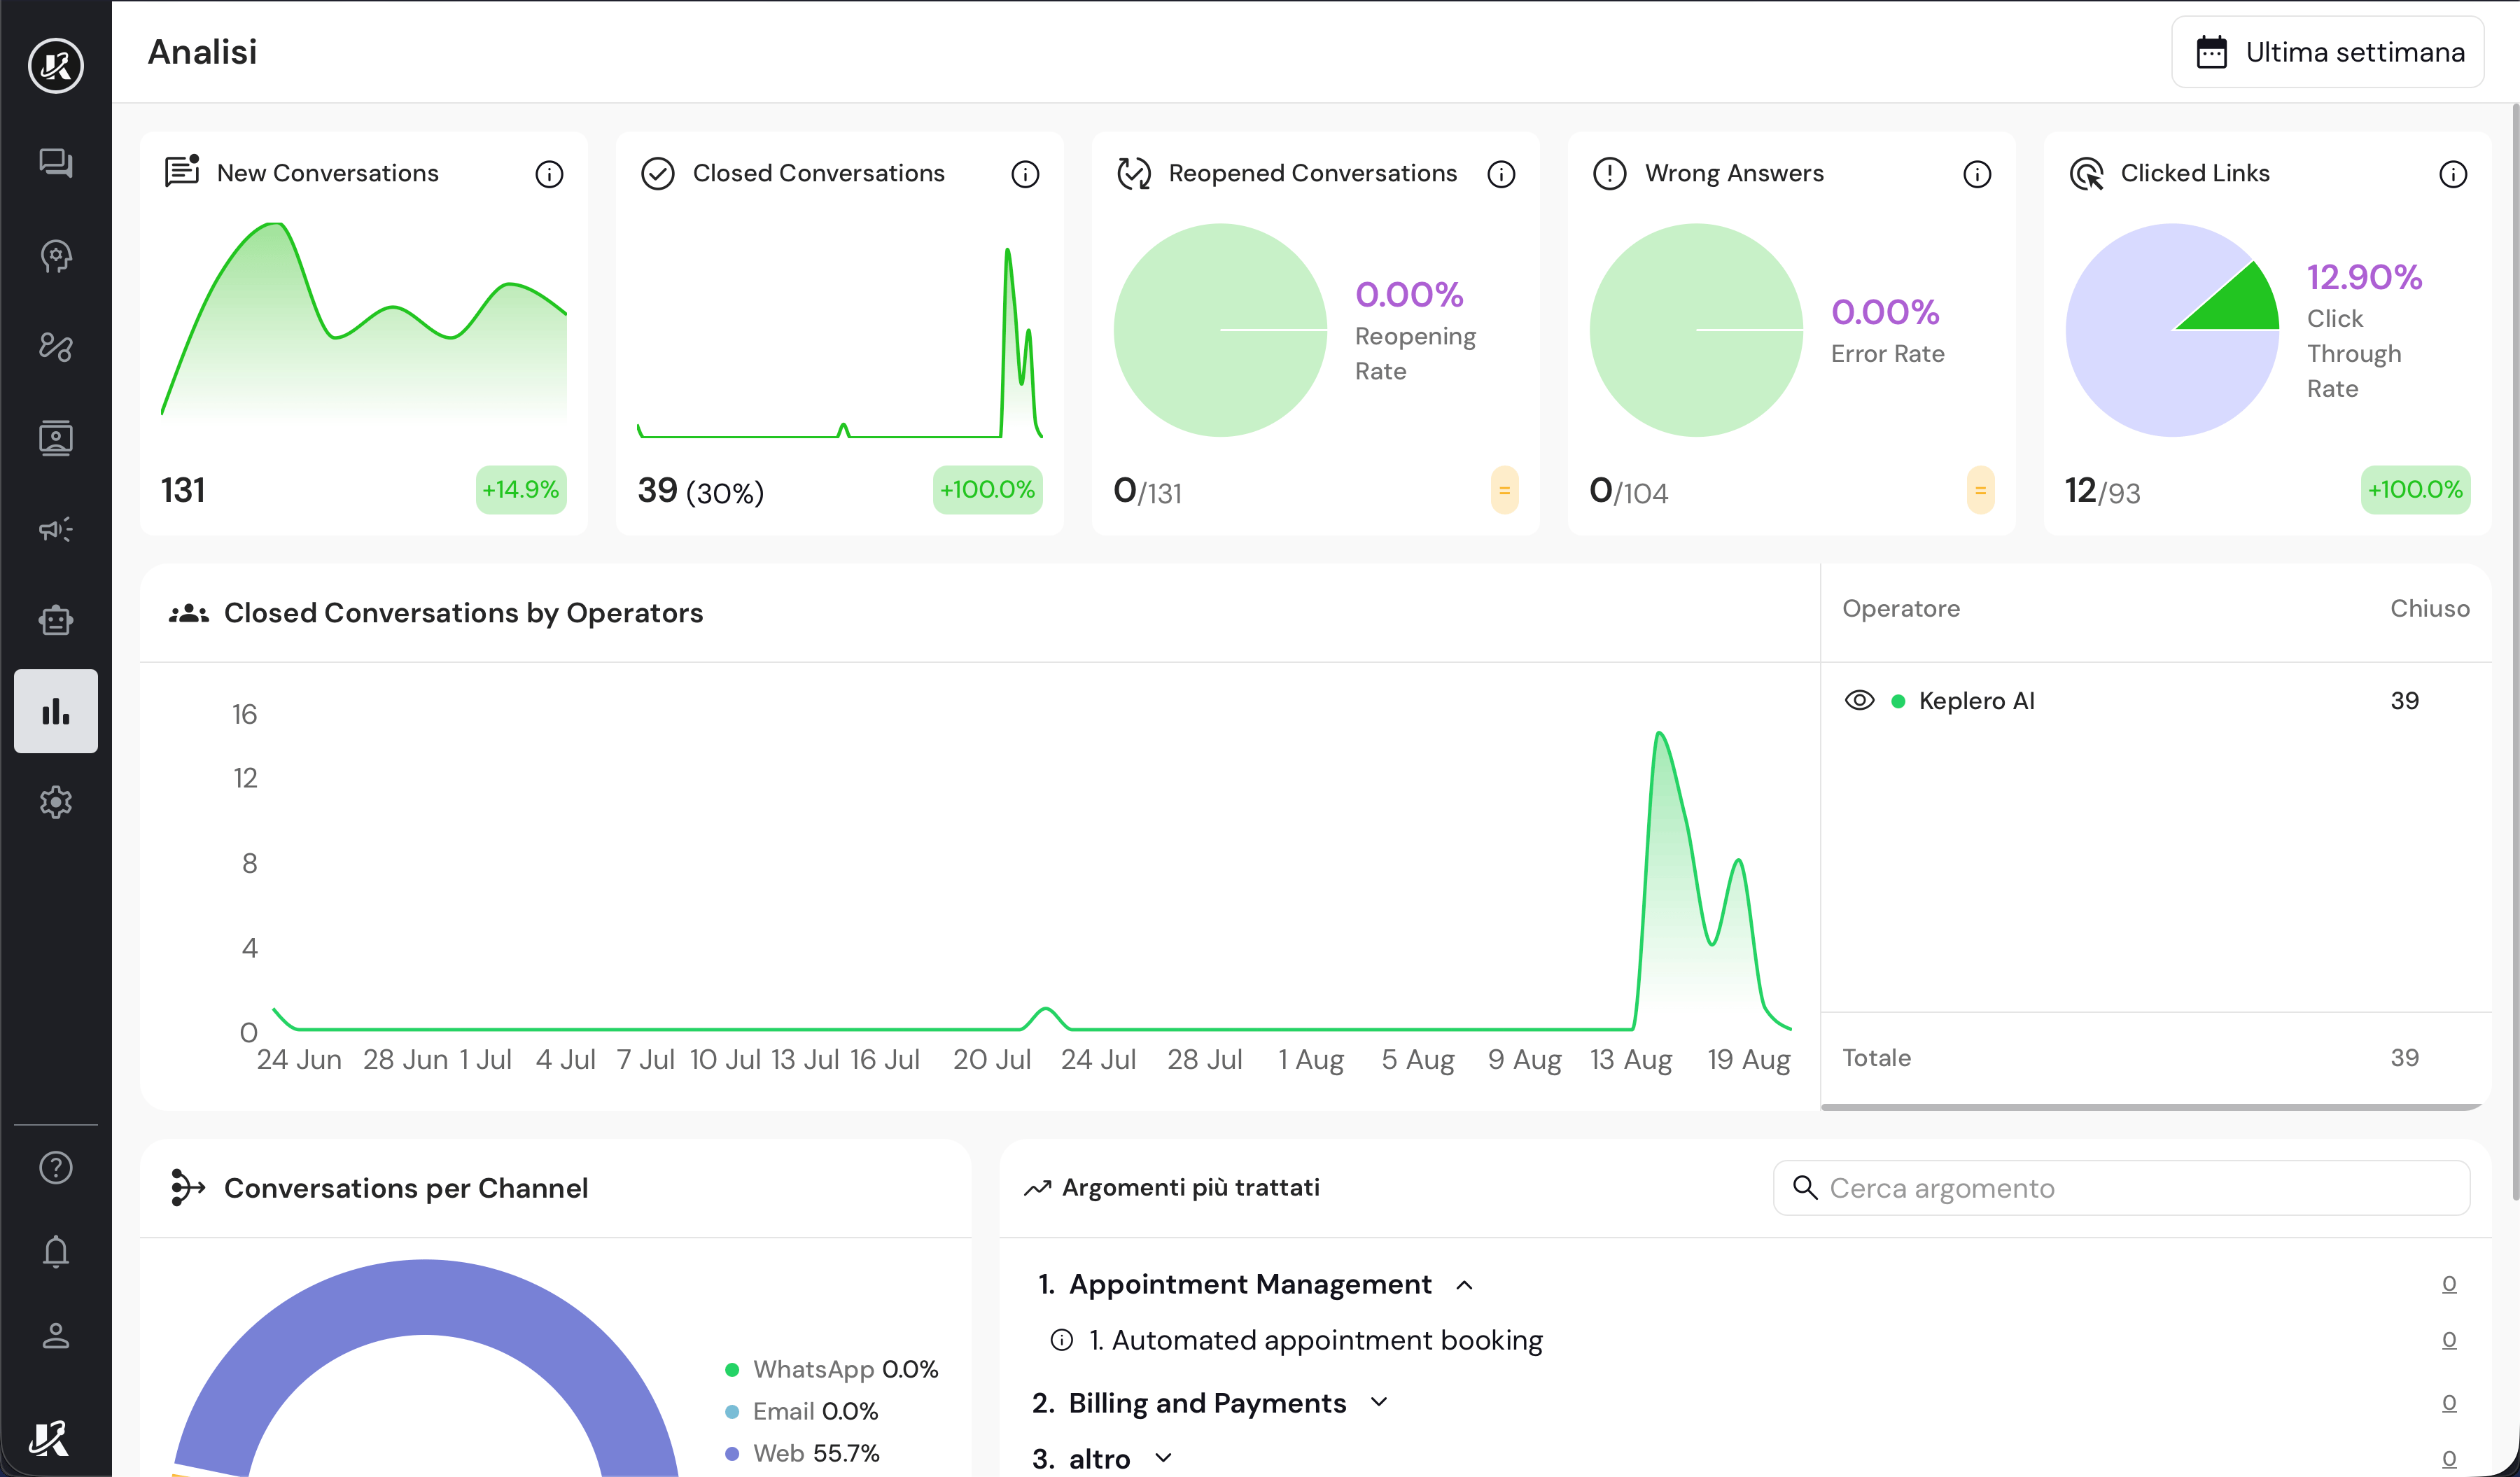 Analisi
Ultima settimana
New Conversations
131
+14.9%
Closed Conversations
39 (30%)
+100.0%
Reopened Conversations
0.00%
Reopening
Rate
0/131
=
Wrong Answers
0.00%
Error Rate
0/104
=
Clicked Links
12.90%
Click
Through
Rate
12/93
+100.0%
Closed Conversations by Operators
16
12
8
4
0
24 Jun 28 Jun 1 Jul 4 Jul 7 Jul 10 Jul 13 Jul 16 Jul 20 Jul 24 Jul 28 Jul 1 Aug 5 Aug 9 Aug 13 Aug 19 Aug
Operatore Chiuso
Keplero AI 39
Totale 39
Conversations per Channel
WhatsApp 0.0%
Email 0.0%
Web 55.7%
Argomenti più trattati
Cerca argomento
1. Appointment Management 0
1. Automated appointment booking 0
2. Billing and Payments 0
3. altro 0